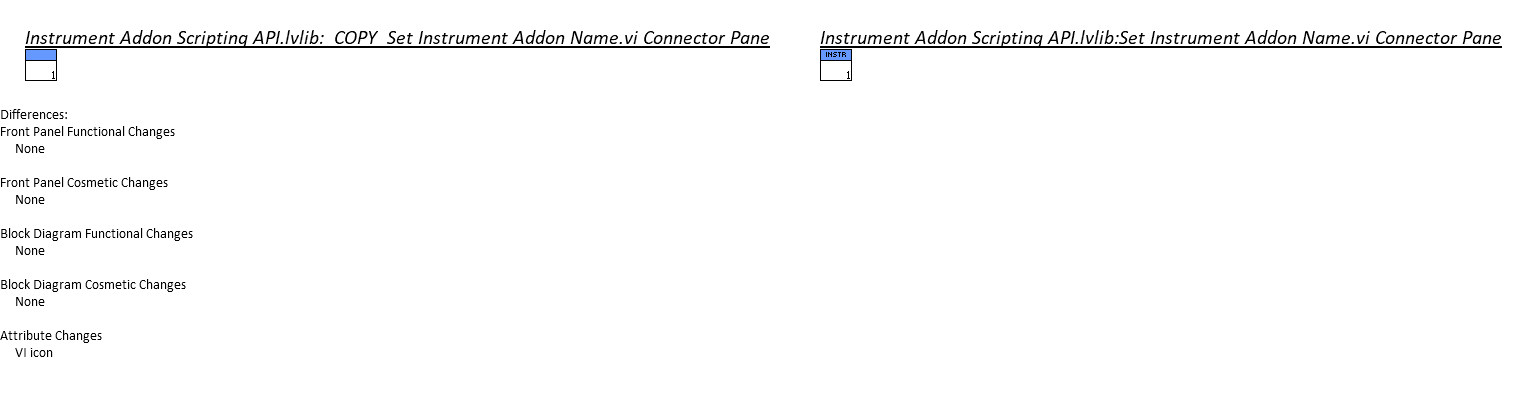 Instrument Addon Scripting API.lvlib:  COPY  Set Instrument Addon Name.vi Connector Pane
1
Instrument Addon Scripting API.lvlib:Set Instrument Addon Name.vi Connector Pane
INSTR
1
Differences:
Front Panel Functional Changes
None
Front Panel Cosmetic Changes
None
Block Diagram Functional Changes
None
Block Diagram Cosmetic Changes
None
Attribute Changes
VI icon